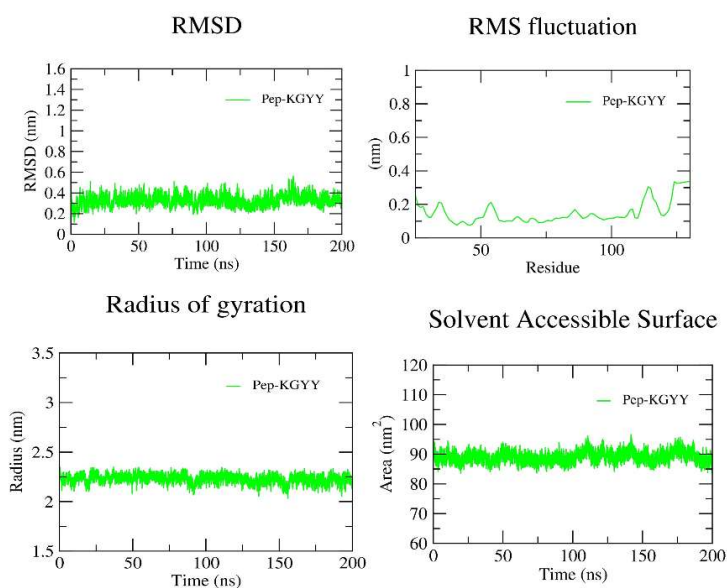 RMSD
RMSD (nm)
1.6
1.4
1.2
1
0.8
0.6
0.4
0.2
0
Pep-KGYY
0 50 100 150 200
Time (ns)
RMS fluctuation
(nm)
1
0.8
0.6
0.4
0.2
0
Pep-KGYY
50 100
Residue
Radius of gyration
Radius (nm)
3.5
3
2.5
2
1.5
Pep-KGYY
0 50 100 150 200
Time (ns)
Solvent Accessible Surface
Area (nm²)
120
110
100
90
80
70
60
Pep-KGYY
0 50 100 150 200
Time (ns)